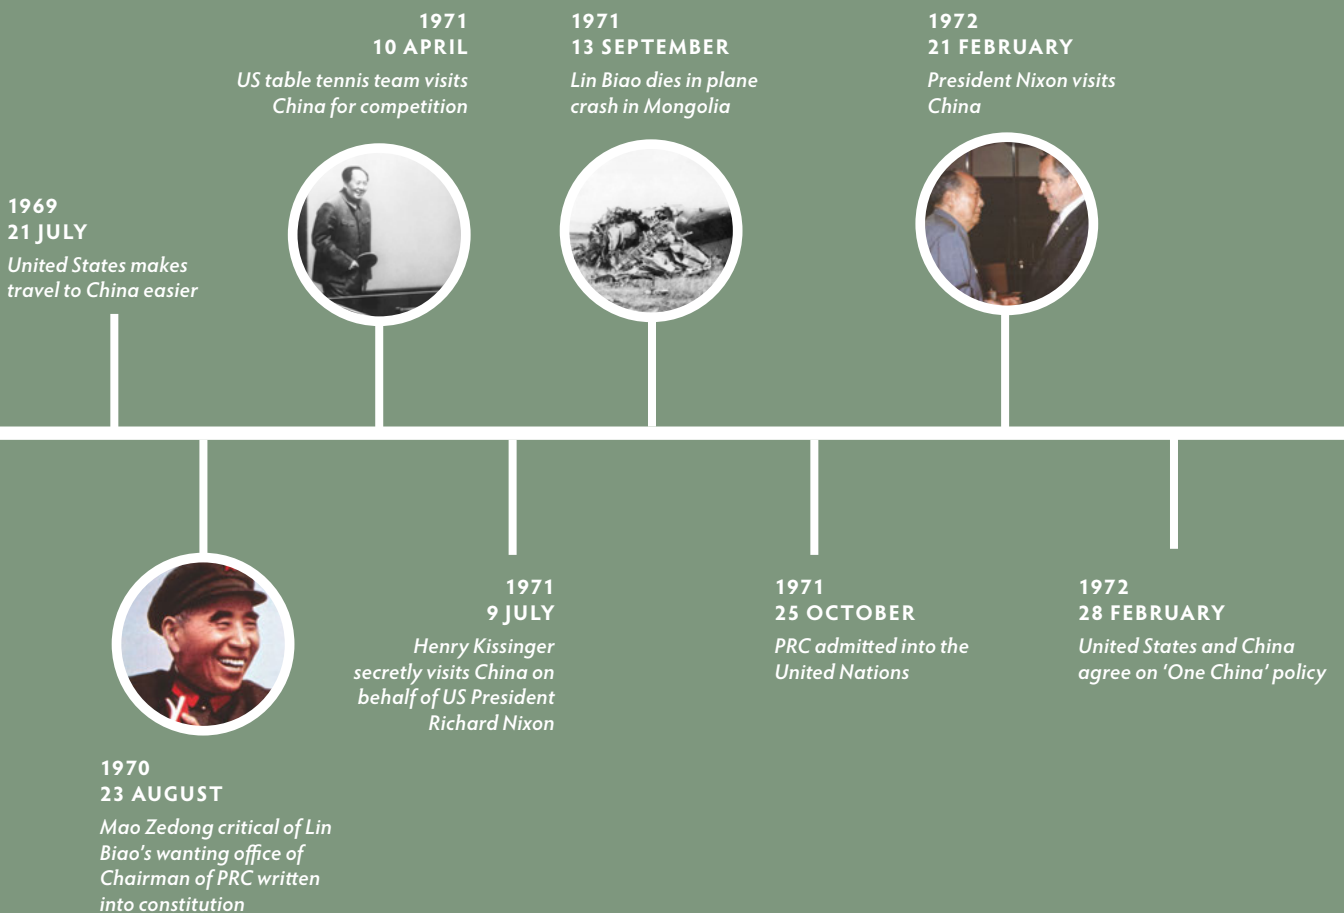 1969
21 JULY
United States makes
travel to China easier
1970
23 AUGUST
Mao Zedong critical of Lin
Biao's wanting office of
Chairman of PRC written
into constitution
1971
10 APRIL
US table tennis team visits
China for competition
1971
9 JULY
Henry Kissinger
secretly visits China on
behalf of US President
Richard Nixon
1971
13 SEPTEMBER
Lin Biao dies in plane
crash in Mongolia
1971
25 OCTOBER
PRC admitted into the
United Nations
1972
21 FEBRUARY
President Nixon visits
China
1972
28 FEBRUARY
United States and China
agree on 'One China' policy